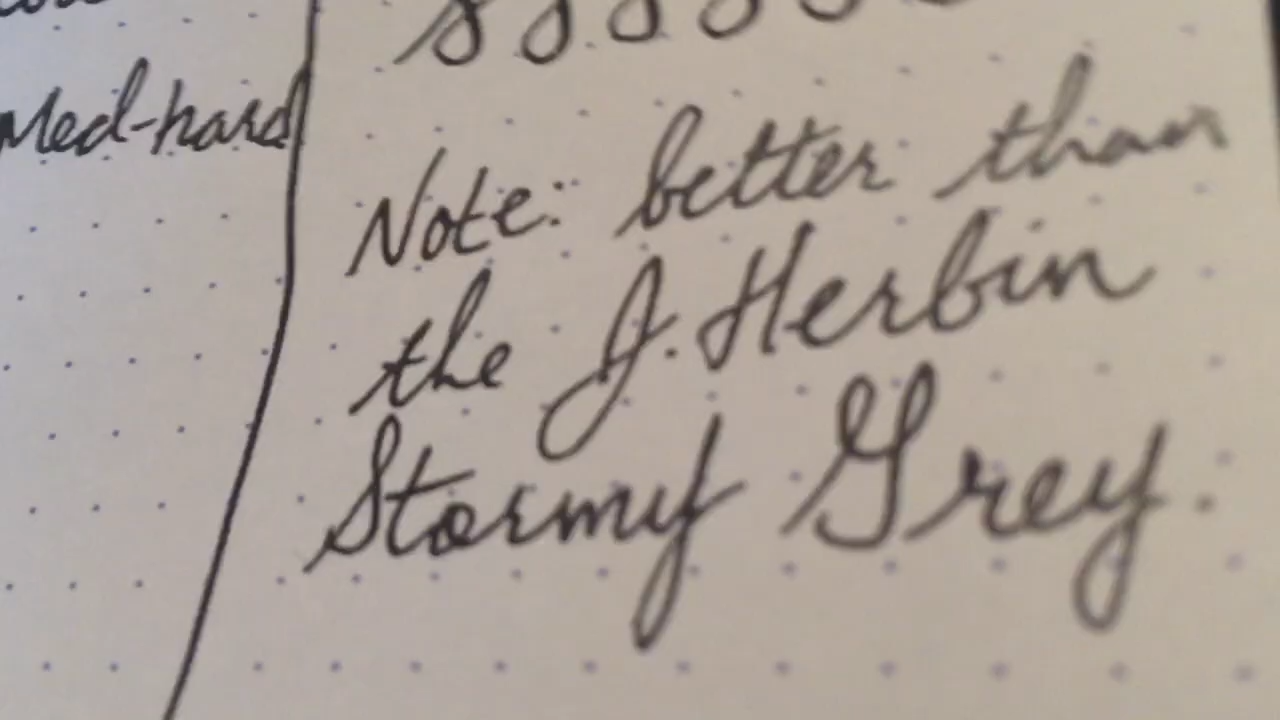 Med-hard
Note: better than
the J. Herbin
Stormy Grey.